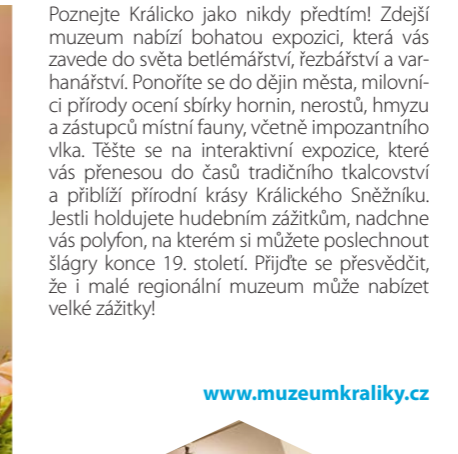 Poznejte Králicko jako nikdy předtím! Zdejší
muzeum nabízí bohatou expozici, která vás
zavede do světa betlémářství, řezbářství a var-
hanářství. Ponoříte se do dějin města, milovní-
ci přírody ocení sbírky hornin, nerostů, hmyzu
a zástupců místní fauny, včetně impozantního
vlka. Těšte se na interaktivní expozice, které
vás přenesou do časů tradičního tkalcovství
a přiblíží přírodní krásy Králického Sněžníku.
Jestli holdujete hudebním zážitkům, nadchne
vás polyfon, na kterém si můžete poslechnout
šlágry konce 19. století. Přijďte se přesvědčit,
že i malé regionální muzeum může nabízet
velké zážitky!
www.muzeumkraliky.cz